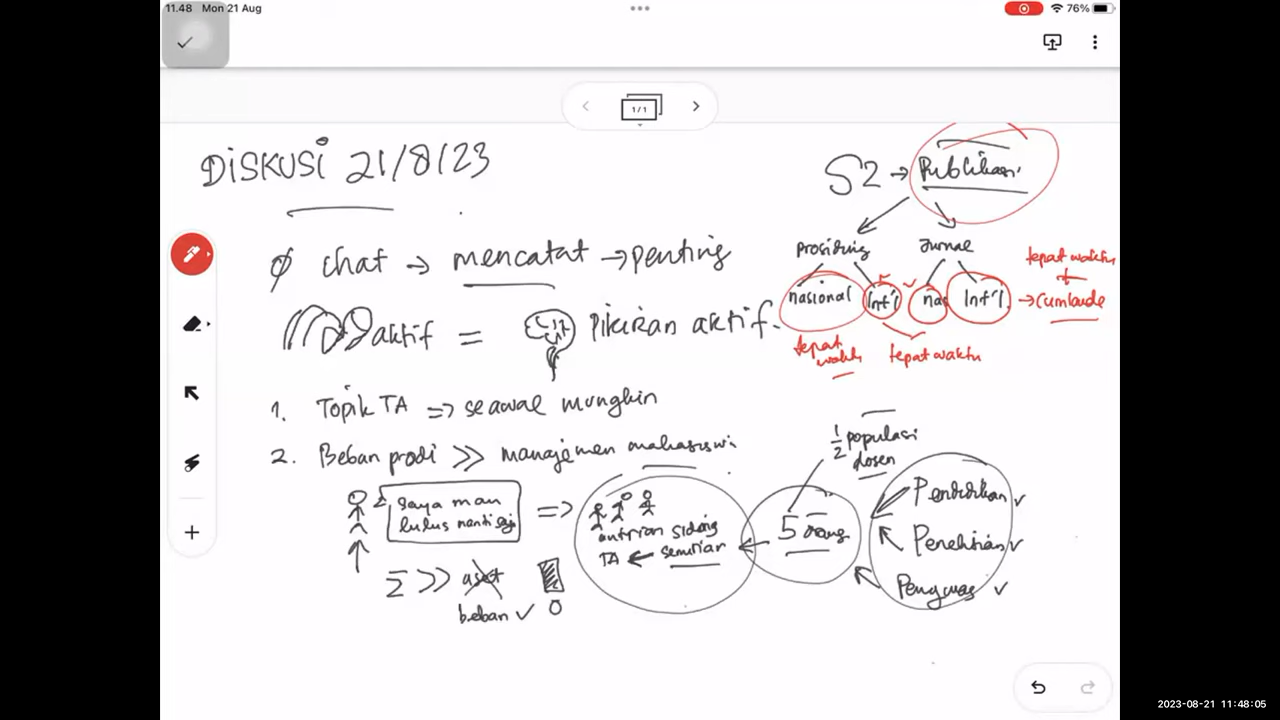 11.48 Mon 21 Aug
76%
1/1
DISKUSI 21/8/23
chat → mencatat → penting
aktif = pikiran aktif.
1. Topik TA => seawal mungkin
2. Beban prodi >> manajemen mahasiswi
saya mau
lulus nanti aja
=>
antrian sidang
TA ← seminar
5 orang
1/2 populasi
dosen
Pendidikan ✓
Penelitian ✓
Pengmas ✓
Σ >> aset
beban ✓
S2 → Publikasi
prosiding
Jurnal
nasional
Int'l
nas
Int'l
tepat waktu
+
→ cumlaude
tepat
waktu
tepat waktu
2023-08-21 11:48:05